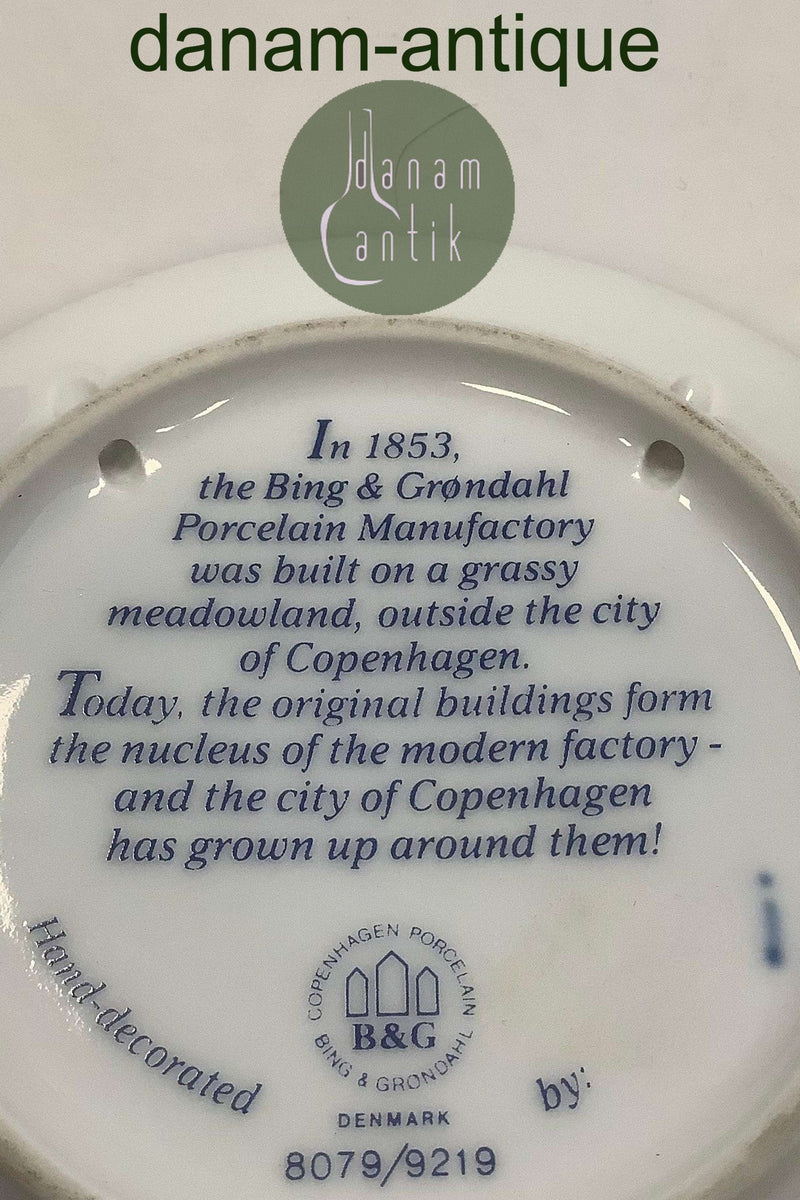 danam-antique
danam
antik
In 1853,
the Bing & Grøndahl
Porcelain Manufactory
was built on a grassy
meadowland, outside the city
of Copenhagen.
Today, the original buildings form
the nucleus of the modern factory -
and the city of Copenhagen
has grown up around them!
Hand-decorated
COPENHAGEN PORCELAIN
B&G
BING & GRØNDAHL
by:
DENMARK
8079/9219
i